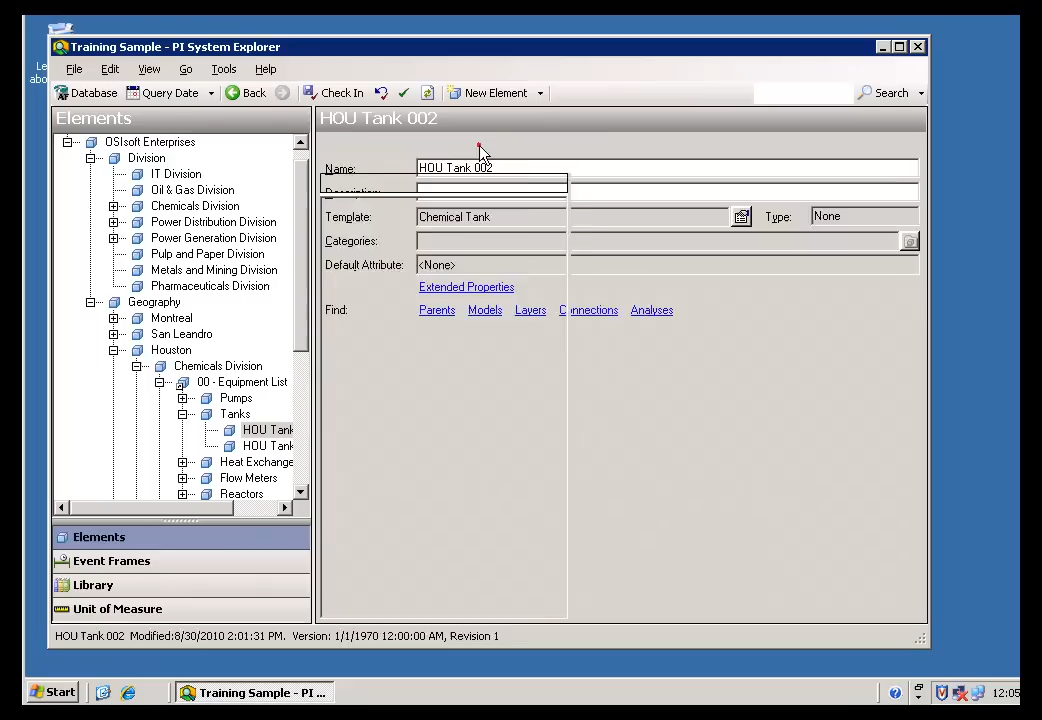 Le
abo
Training Sample - PI System Explorer
File Edit View Go Tools Help
Database Query Date Back Check In New Element Search
Elements
HOU Tank 002
OSIsoft Enterprises
Division
IT Division
Oil & Gas Division
Chemicals Division
Power Distribution Division
Power Generation Division
Pulp and Paper Division
Metals and Mining Division
Pharmaceuticals Division
Geography
Montreal
San Leandro
Houston
Chemicals Division
00 - Equipment List
Pumps
Tanks
HOU Tank
HOU Tank
Heat Exchange
Flow Meters
Reactors
Name: HOU Tank 002
Description:
Template: Chemical Tank Type: None
Categories:
Default Attribute: <None>
Extended Properties
Find: Parents Models Layers Connections Analyses
Elements
Event Frames
Library
Unit of Measure
HOU Tank 002 Modified:8/30/2010 2:01:31 PM. Version: 1/1/1970 12:00:00 AM, Revision 1
Start Training Sample - PI ... 12:05